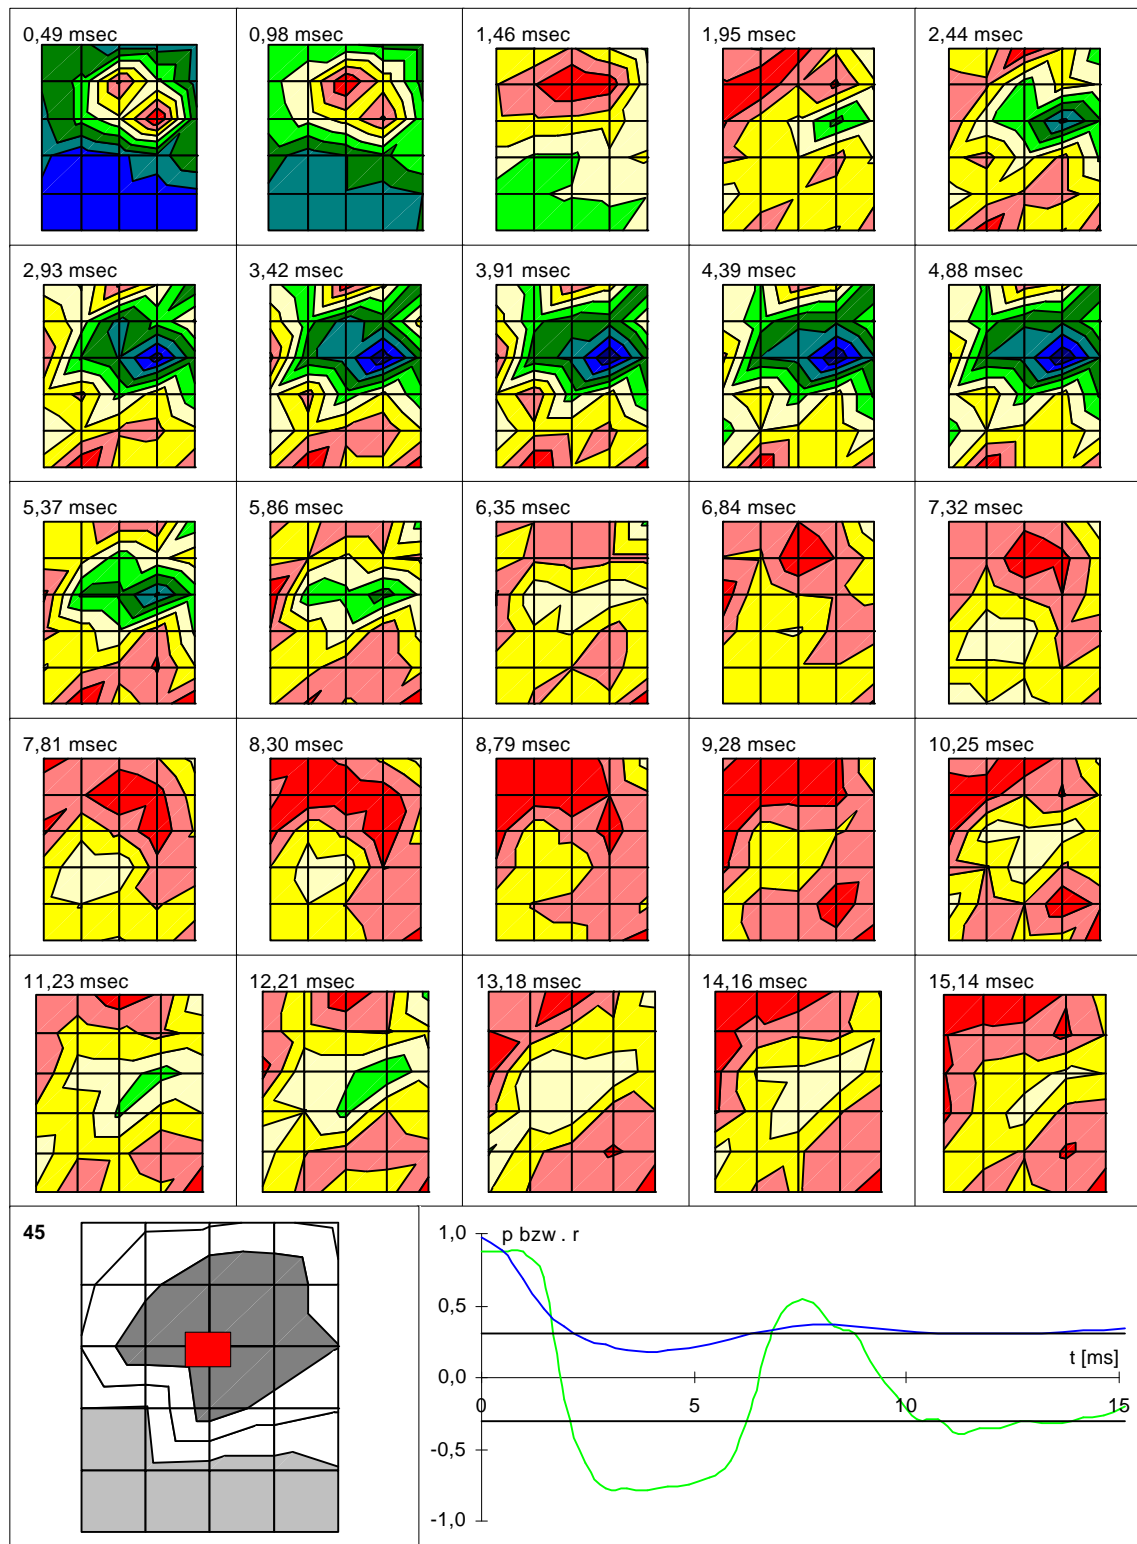 0,49 msec 0,98 msec 1,46 msec 1,95 msec 2,44 msec
2,93 msec 3,42 msec 3,91 msec 4,39 msec 4,88 msec
5,37 msec 5,86 msec 6,35 msec 6,84 msec 7,32 msec
7,81 msec 8,30 msec 8,79 msec 9,28 msec 10,25 msec
11,23 msec 12,21 msec 13,18 msec 14,16 msec 15,14 msec
45
1,0 p bzw. r
0,5
t [ms]
0,0
0 5 10 15
-0,5
-1,0